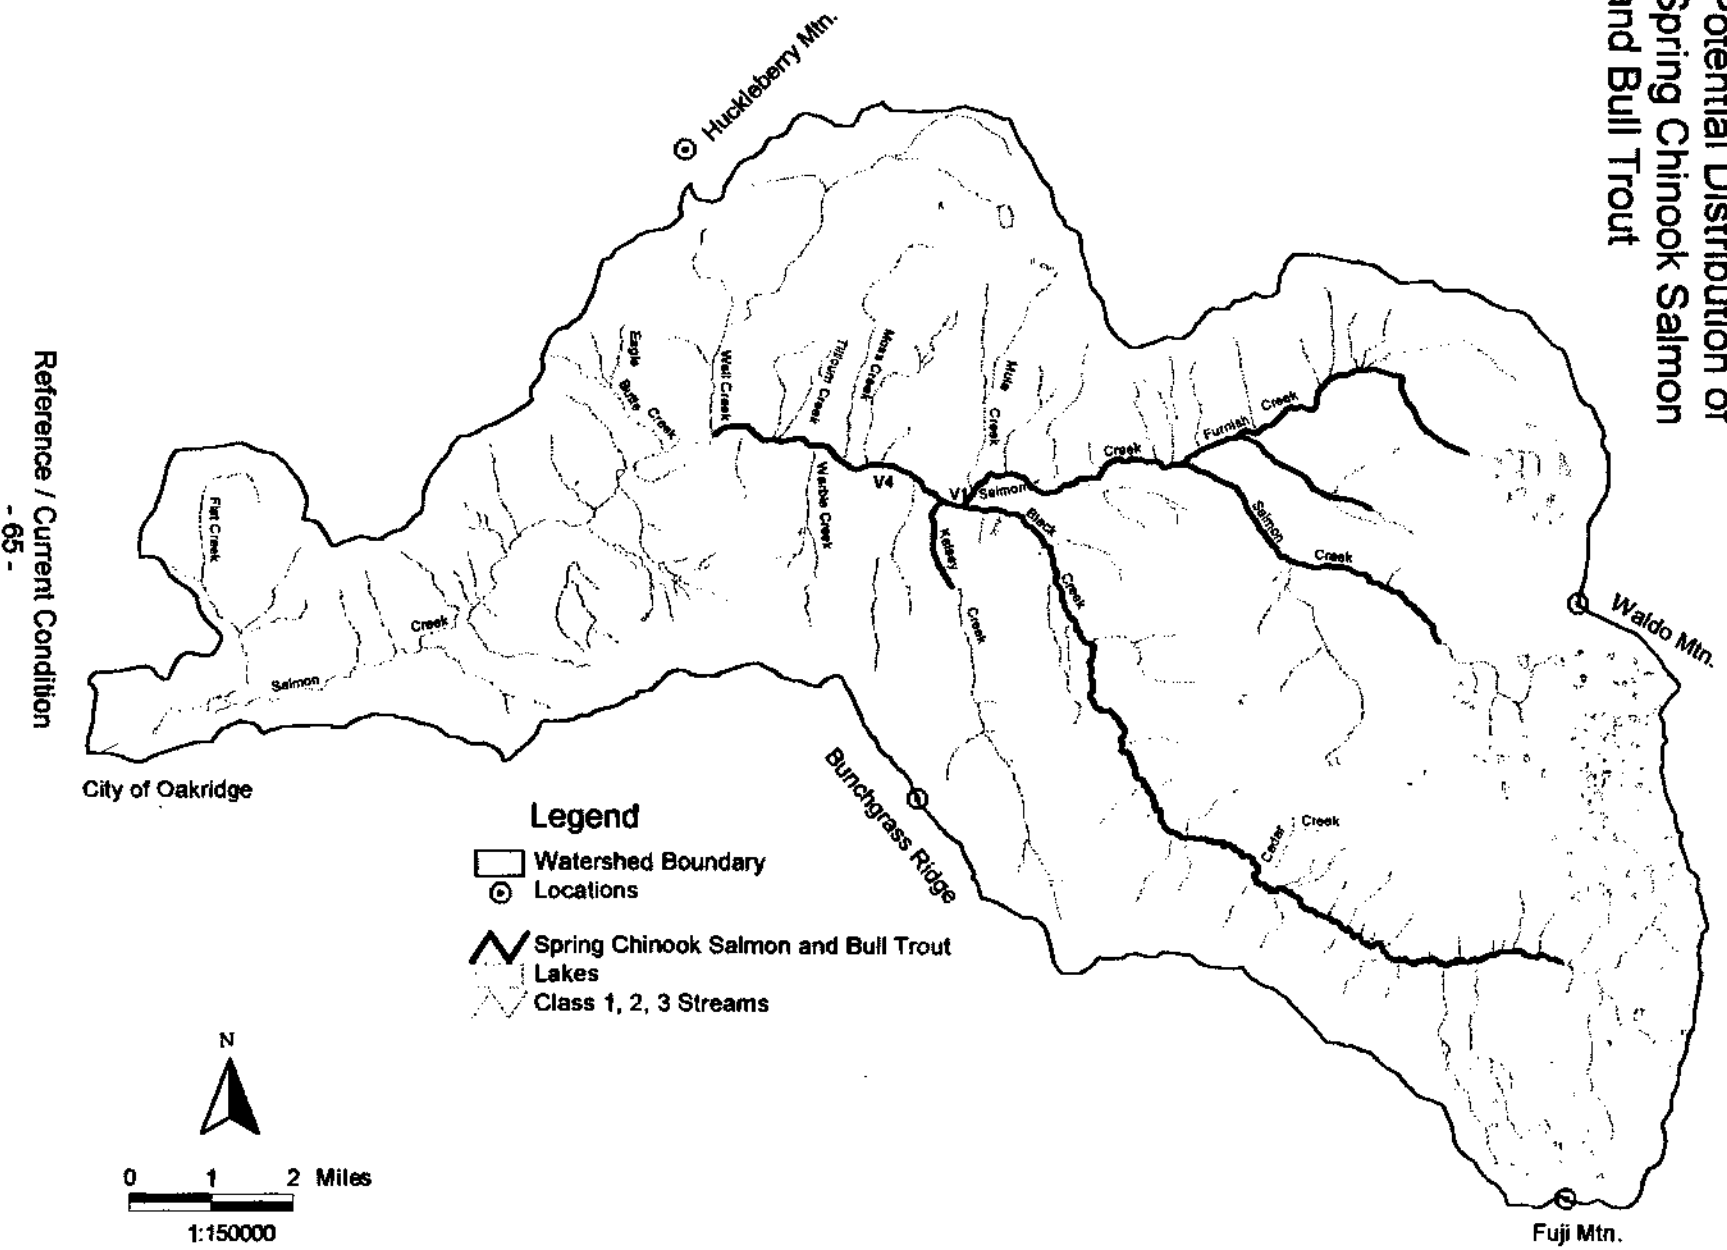 Potential Distribution of
Spring Chinook Salmon
and Bull Trout
Huckleberry Mtn.
Eagle
Butte
Creek
Wall Creek
Tillicum Creek
Moss Creek
Mule
Creek
Furnish
Creek
Creek
Salmon
V4
V1
Warble Creek
Kelsey
Creek
Black
Creek
Salmon
Creek
Waldo Mtn.
Flat Creek
Creek
Salmon
City of Oakridge
Bunchgrass Ridge
Cedar
Creek
Fuji Mtn.
Legend
Watershed Boundary
Locations
Spring Chinook Salmon and Bull Trout
Lakes
Class 1, 2, 3 Streams
N
0 1 2 Miles
1:150000
Reference / Current Condition
- 65 -